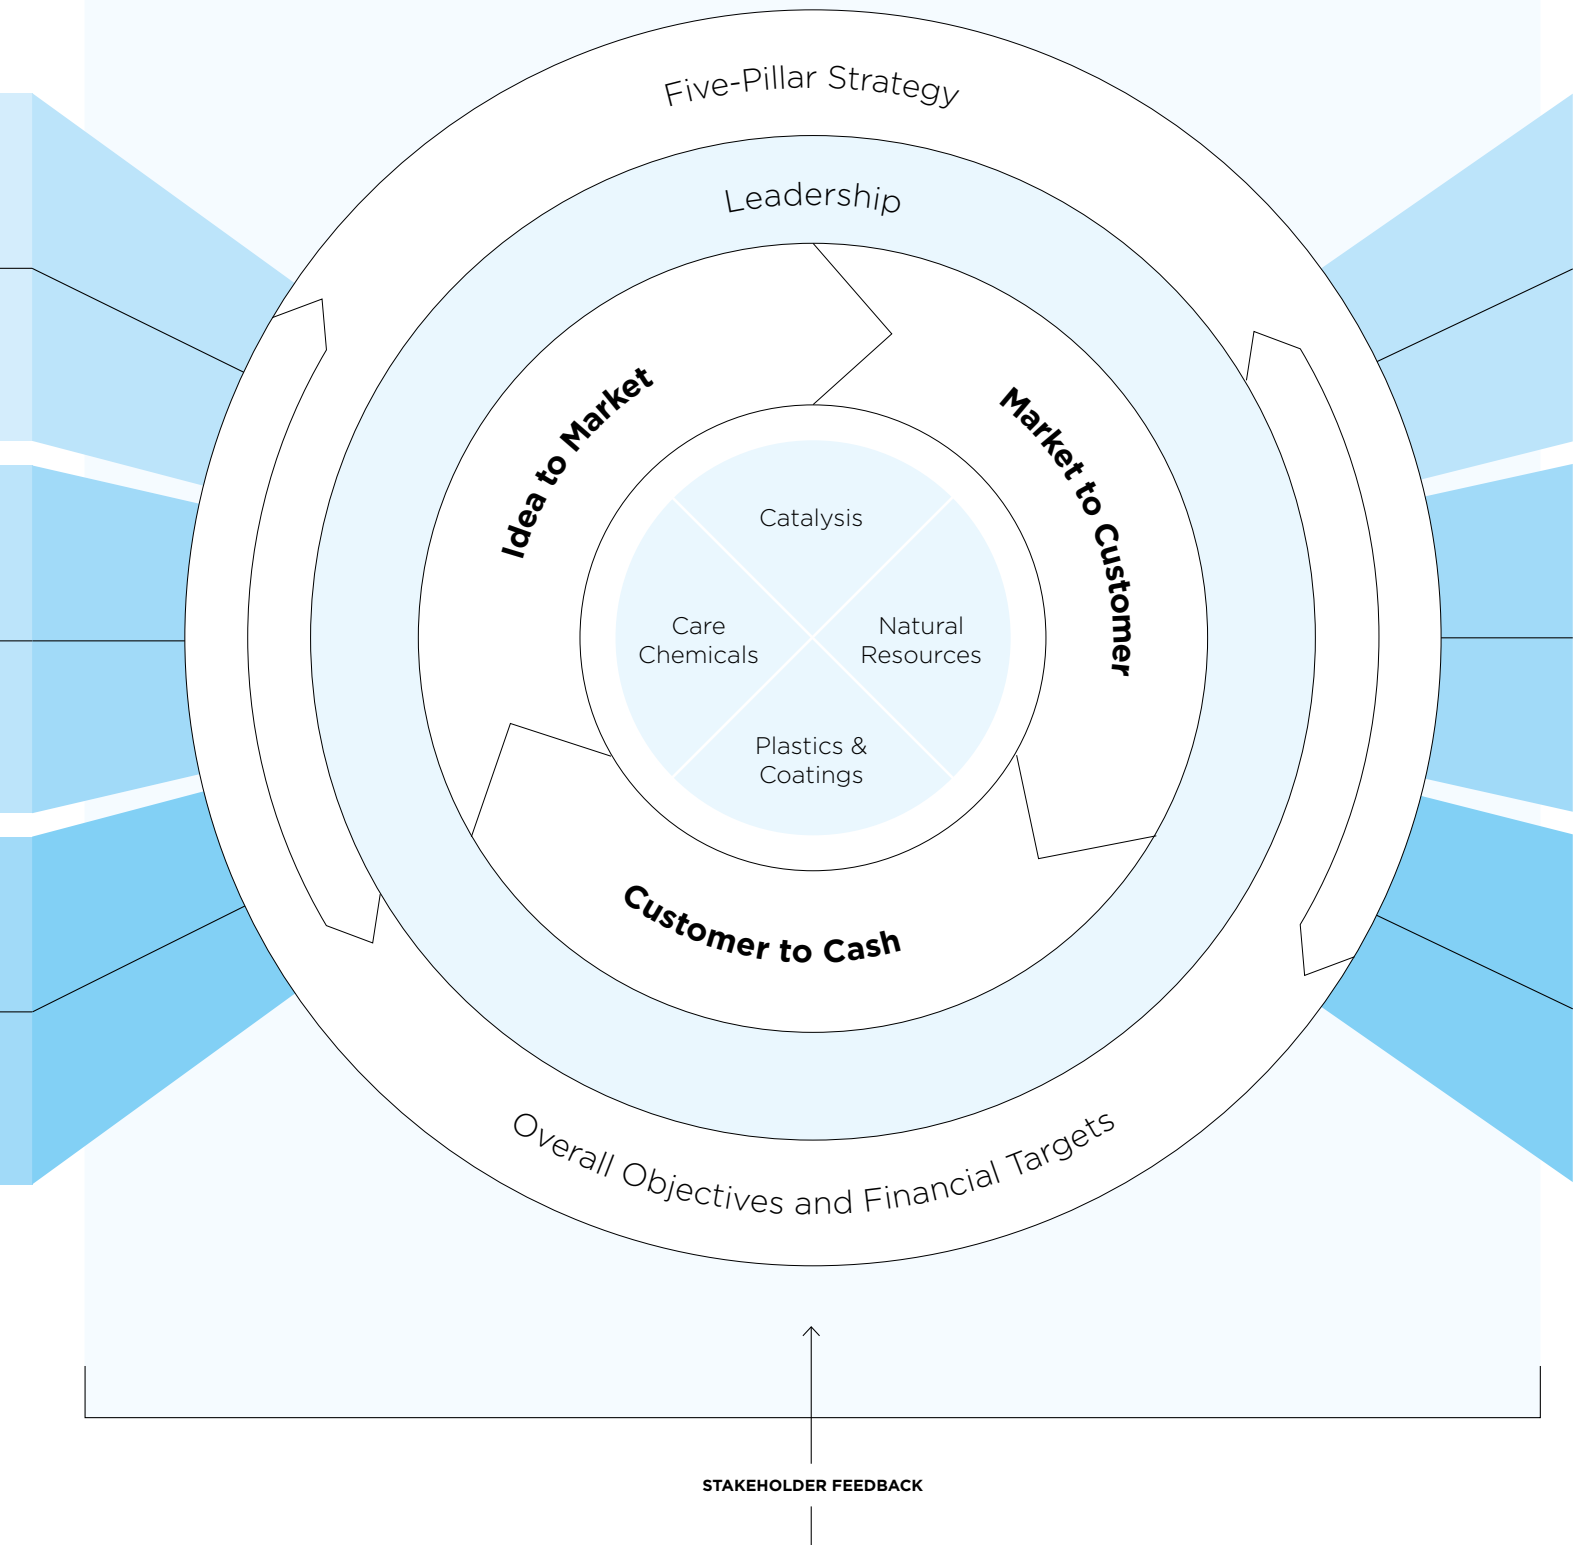 Five-Pillar Strategy
Leadership
Idea to Market
Market to Customer
Catalysis
Care
Chemicals
Natural
Resources
Plastics &
Coatings
Customer to Cash
Overall Objectives and Financial Targets
STAKEHOLDER FEEDBACK